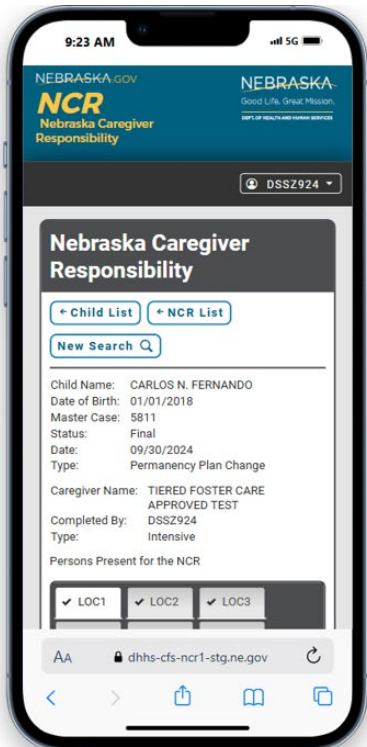 9:23 AM 5G
NEBRASKA.GOV
NCR
Nebraska Caregiver
Responsibility
NEBRASKA
Good Life. Great Mission.
DEPT. OF HEALTH AND HUMAN SERVICES
DSSZ924
Nebraska Caregiver
Responsibility
Child List NCR List
New Search
Child Name: CARLOS N. FERNANDO
Date of Birth: 01/01/2018
Master Case: 5811
Status: Final
Date: 09/30/2024
Type: Permanency Plan Change
Caregiver Name: TIERED FOSTER CARE
APPROVED TEST
Completed By: DSSZ924
Type: Intensive
Persons Present for the NCR
LOC1 LOC2 LOC3
AA dhhs-cfs-ncr1-stg.ne.gov